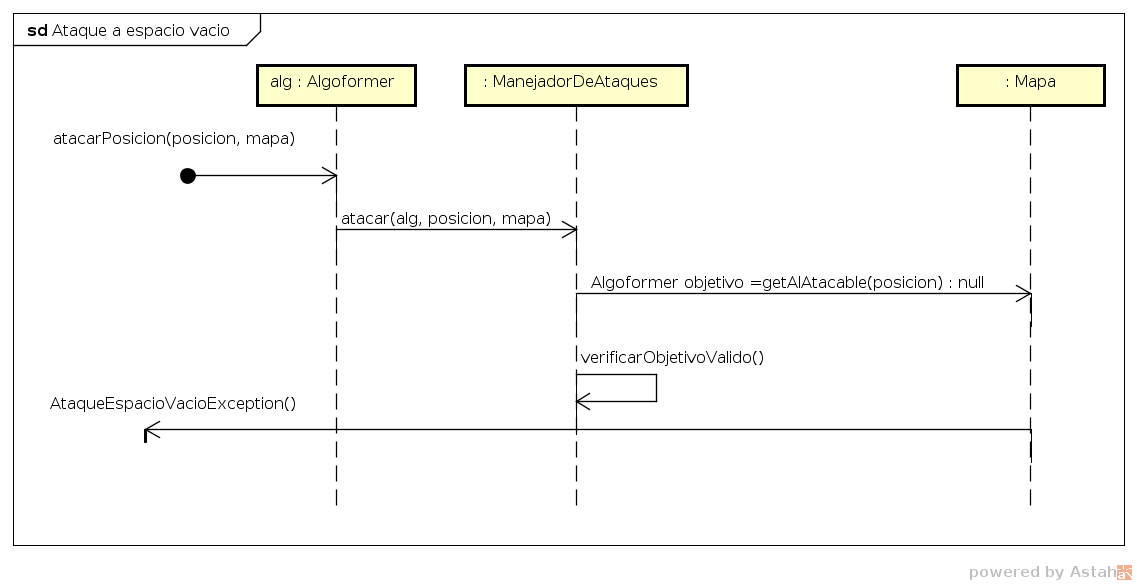 sd Ataque a espacio vacio
alg : Algoformer
: ManejadorDeAtaques
: Mapa
atacarPosicion(posicion, mapa)
atacar(alg, posicion, mapa)
Algoformer objetivo =getAlAtacable(posicion) : null
verificarObjetivoValido()
AtaqueEspacioVacioException()
powered by Astah